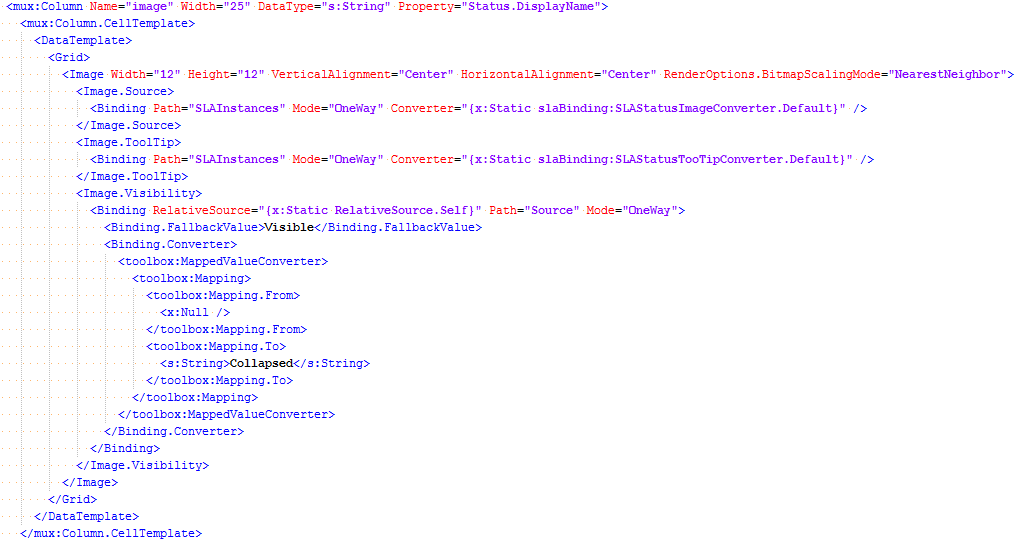 <mux:Column Name="image" Width="25" DataType="s:String" Property="Status.DisplayName">
<mux:Column.CellTemplate>
<DataTemplate>
<Grid>
<Image Width="12" Height="12" VerticalAlignment="Center" HorizontalAlignment="Center" RenderOptions.BitmapScalingMode="NearestNeighbor">
<Image.Source>
<Binding Path="SLAInstances" Mode="OneWay" Converter="{x:Static slaBinding:SLAStatusImageConverter.Default}" />
</Image.Source>
<Image.ToolTip>
<Binding Path="SLAInstances" Mode="OneWay" Converter="{x:Static slaBinding:SLAStatusTooTipConverter.Default}" />
</Image.ToolTip>
<Image.Visibility>
<Binding RelativeSource="{x:Static RelativeSource.Self}" Path="Source" Mode="OneWay">
<Binding.FallbackValue>Visible</Binding.FallbackValue>
<Binding.Converter>
<toolbox:MappedValueConverter>
<toolbox:Mapping>
<toolbox:Mapping.From>
<x:Null />
</toolbox:Mapping.From>
<toolbox:Mapping.To>
<s:String>Collapsed</s:String>
</toolbox:Mapping.To>
</toolbox:Mapping>
</toolbox:MappedValueConverter>
</Binding.Converter>
</Binding>
</Image.Visibility>
</Image>
</Grid>
</DataTemplate>
</mux:Column.CellTemplate>